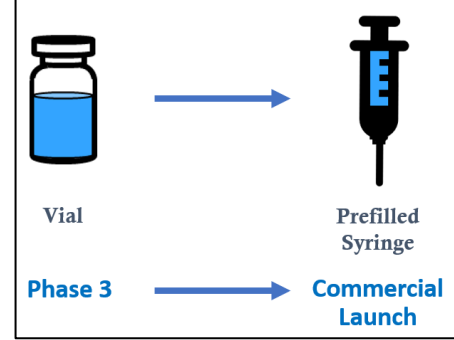 Vial
Prefilled
Syringe
Phase 3
Commercial
Launch